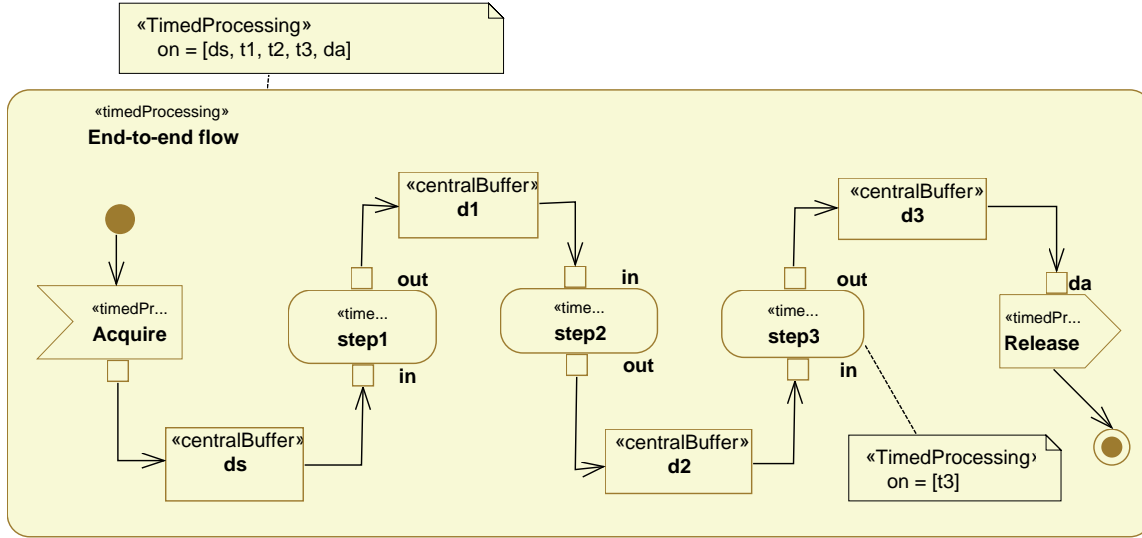 «TimedProcessing»
on = [ds, t1, t2, t3, da]
«timedProcessing»
End-to-end flow
«centralBuffer»
d1
«centralBuffer»
d3
out
in
out
da
«timedPr...
Acquire
«time...
step1
«time...
step2
«time...
step3
«timedPr...
Release
in
out
in
«centralBuffer»
ds
«centralBuffer»
d2
«TimedProcessing»
on = [t3]